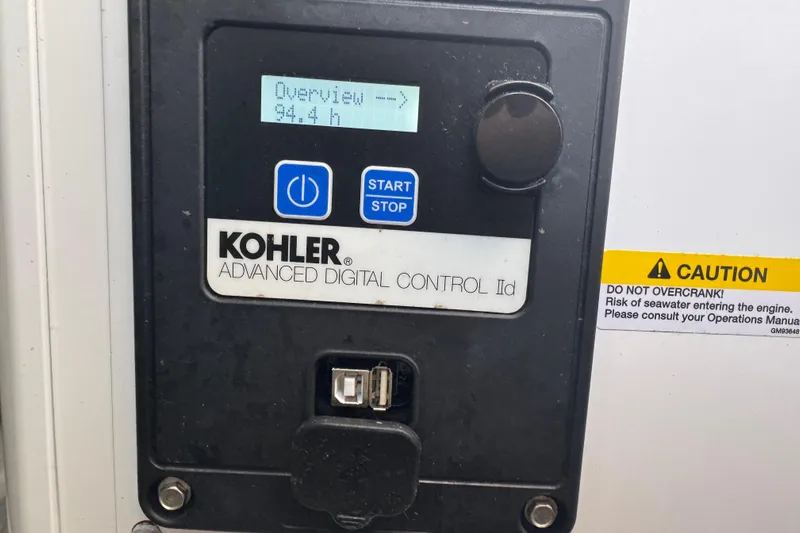 Overview -->
94.4 h
START
STOP
KOHLER®
ADVANCED DIGITAL CONTROL IId
CAUTION
DO NOT OVERCRANK!
Risk of seawater entering the engine.
Please consult your Operations Manua
GM93648